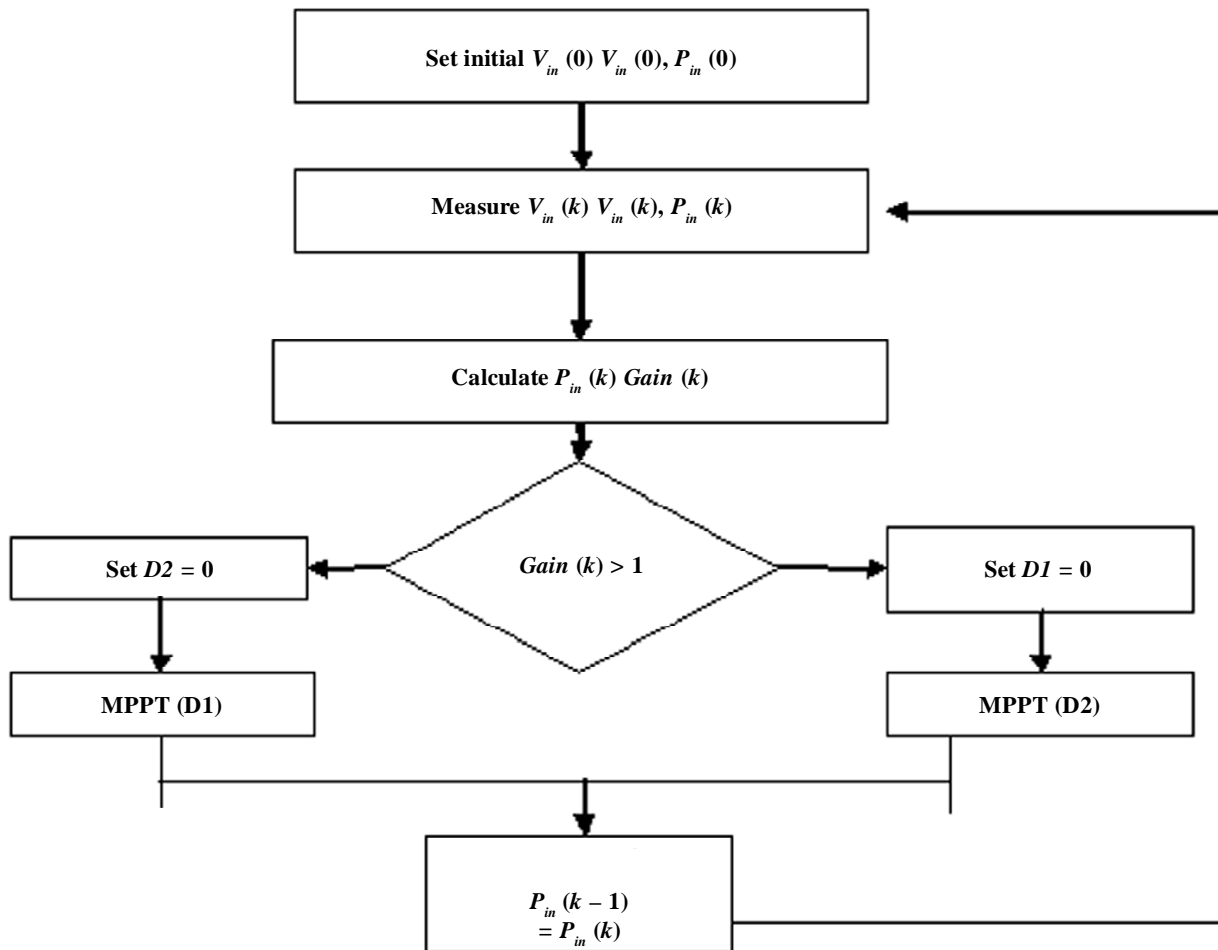 Set initial V_in (0) V_in (0), P_in (0)
Measure V_in (k) V_in (k), P_in (k)
Calculate P_in (k) Gain (k)
Gain (k) > 1
Set D2 = 0
Set D1 = 0
MPPT (D1)
MPPT (D2)
P_in (k – 1)
= P_in (k)